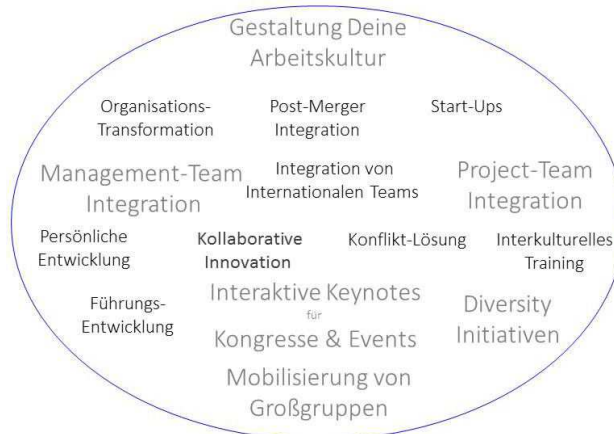 Gestaltung Deine
Arbeitskultur
Organisations-
Transformation
Post-Merger
Integration
Start-Ups
Management-Team
Integration
Integration von
Internationalen Teams
Project-Team
Integration
Persönliche
Entwicklung
Kollaborative
Innovation
Konflikt-Lösung
Interkulturelles
Training
Führungs-
Entwicklung
Interaktive Keynotes
für
Kongresse & Events
Diversity
Initiativen
Mobilisierung von
Großgruppen